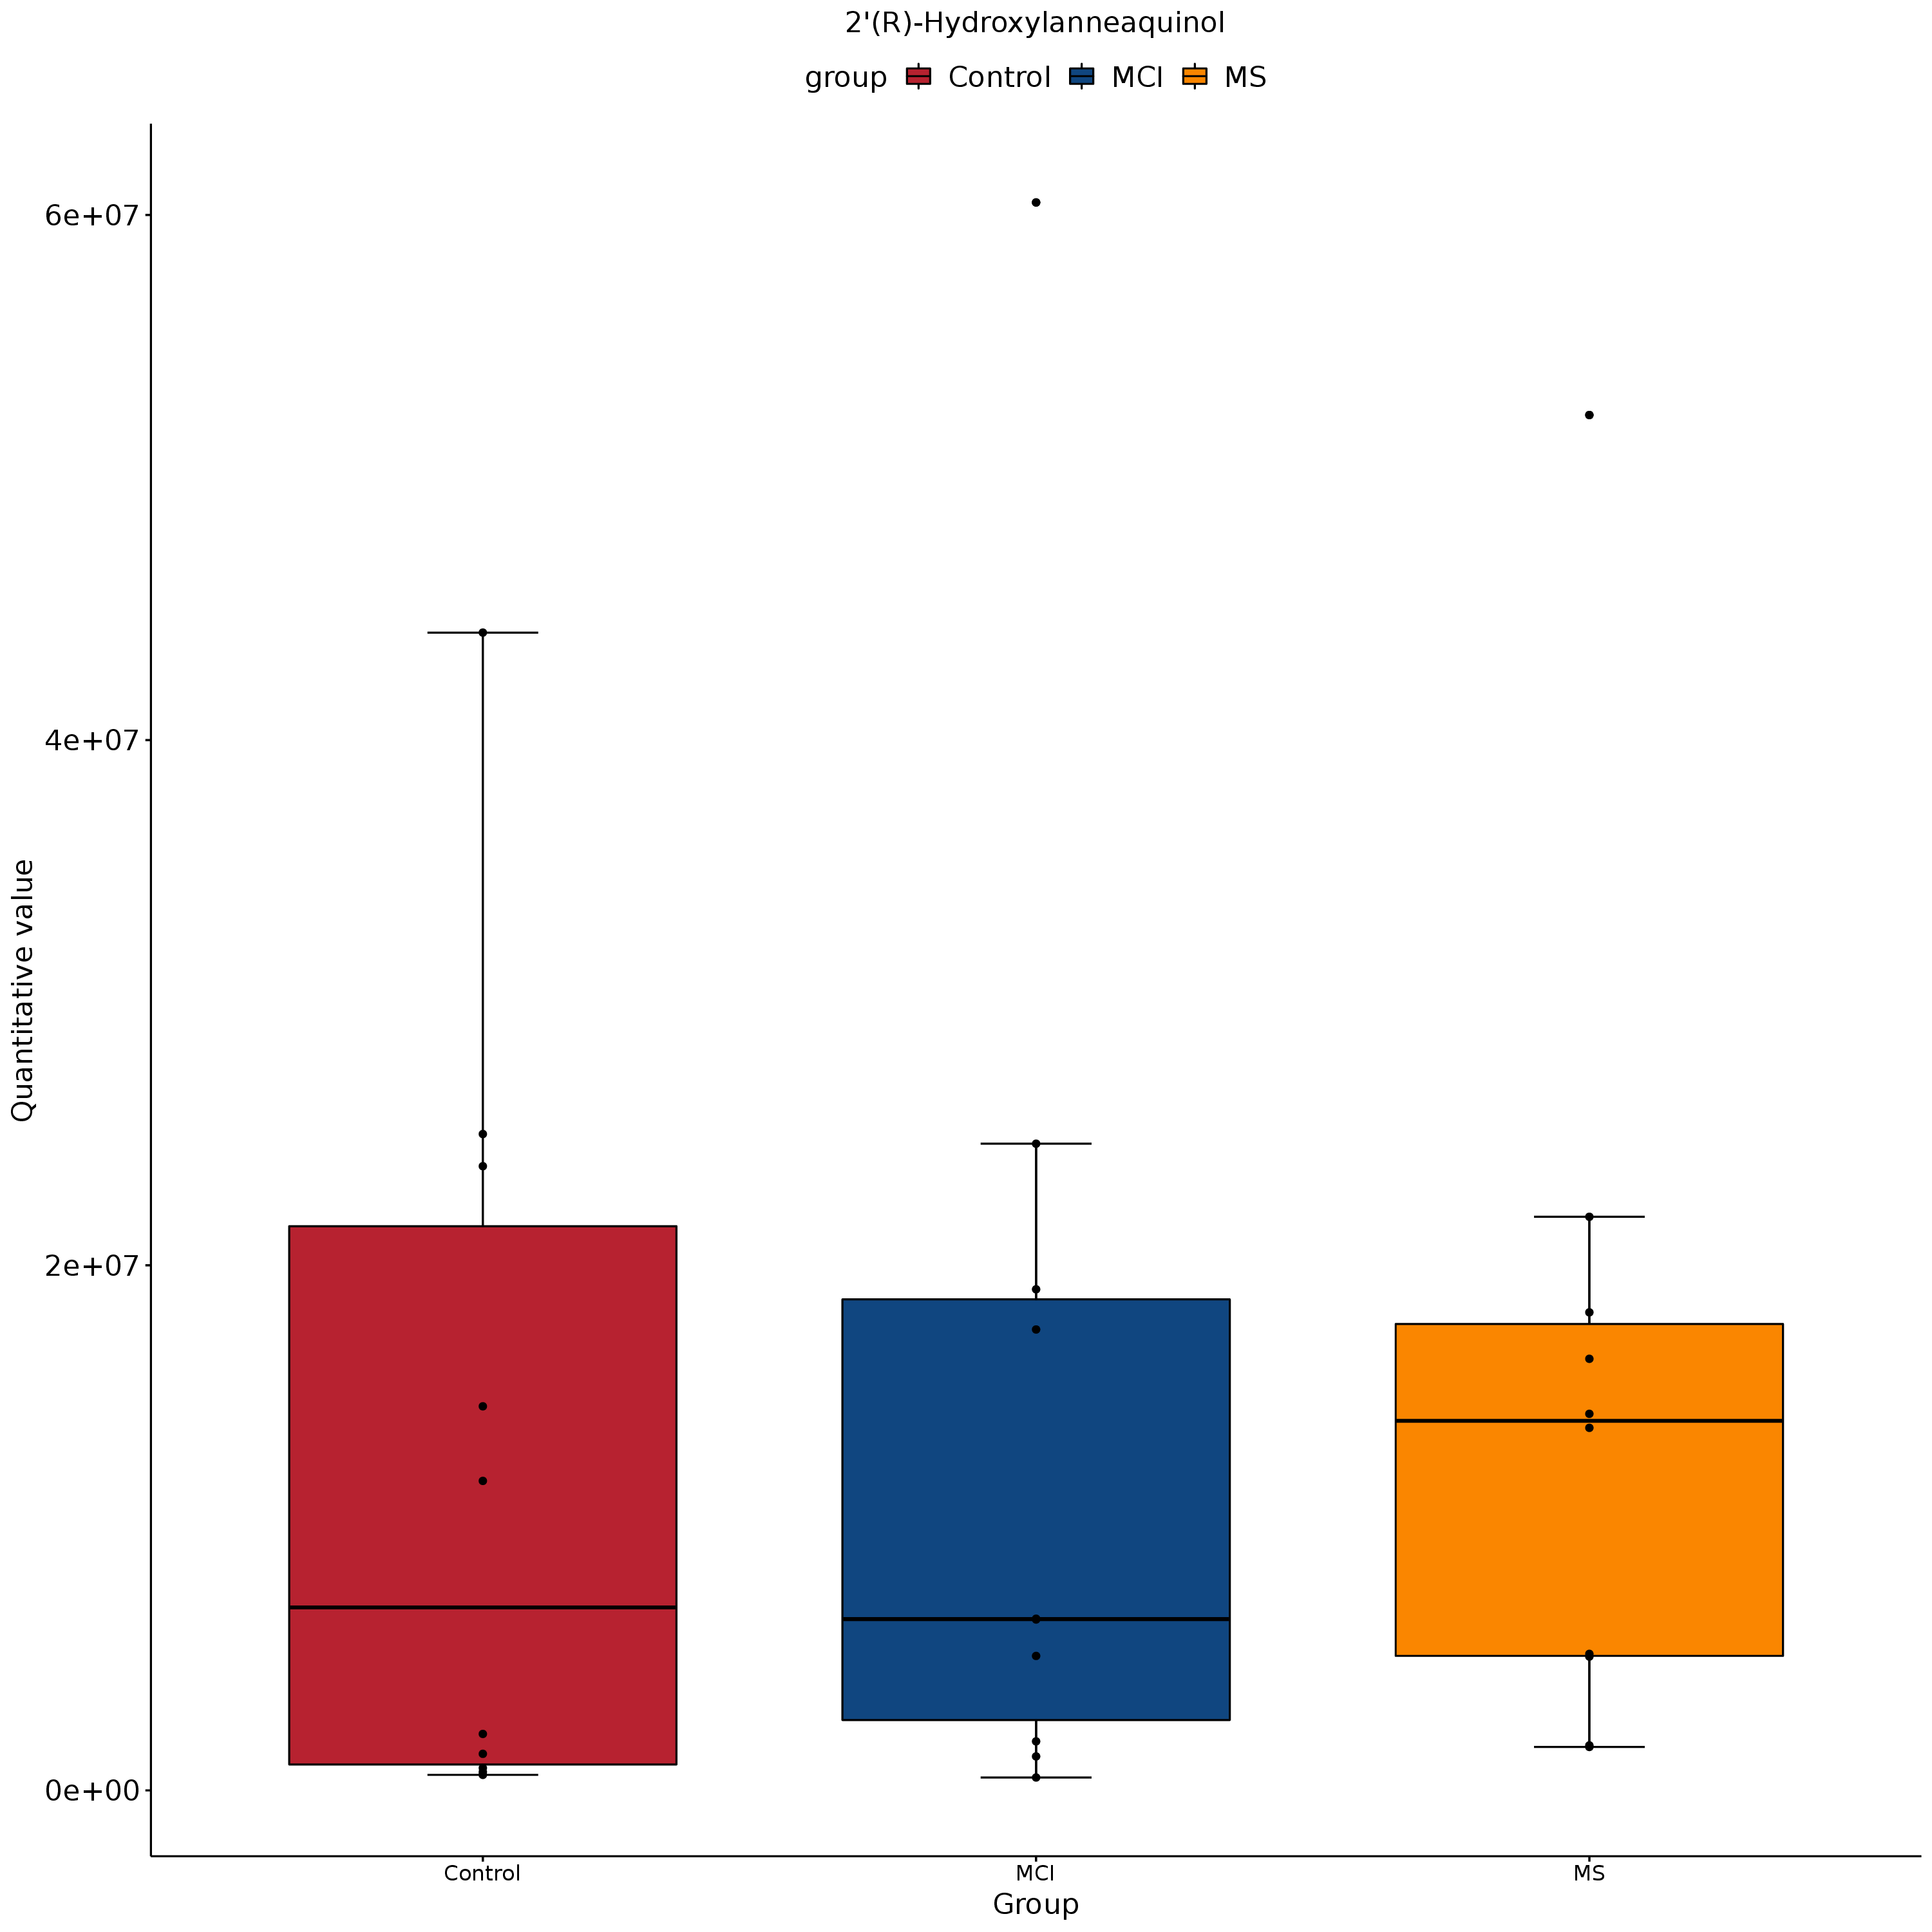 2'(R)-Hydroxylanneaquinol
group Control MCI MS
6e+07
4e+07
2e+07
0e+00
Quantitative value
Control MCI MS
Group